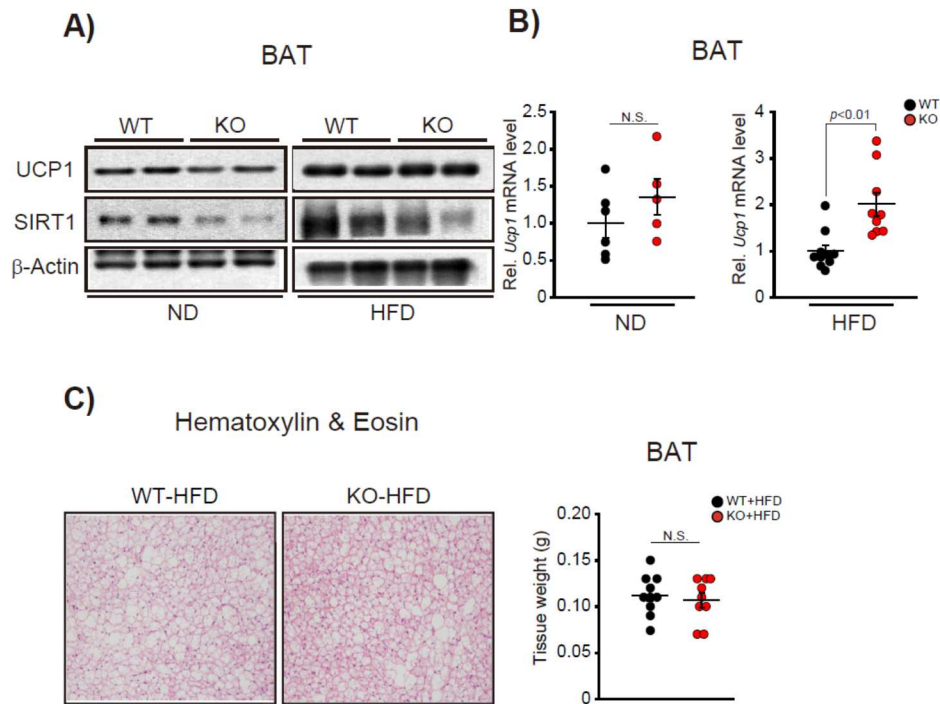 A)
BAT
WT KO WT KO
UCP1
SIRT1
β-Actin
ND HFD
B)
BAT
WT
KO
Rel. Ucp1 mRNA level
2.5
2.0
1.5
1.0
0.5
0
N.S.
ND
Rel. Ucp1 mRNA level
4
3
2
1
0
p<0.01
HFD
C)
Hematoxylin & Eosin
WT-HFD KO-HFD
BAT
WT+HFD
KO+HFD
Tissue weight (g)
0.20
0.15
0.10
0.05
0
N.S.